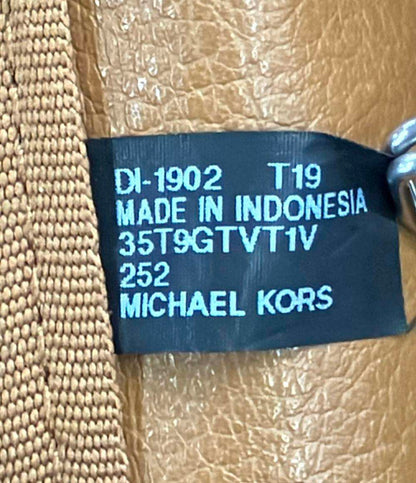 DI-1902 T19
MADE IN INDONESIA
35T9GTVT1V
252
MICHAEL KORS